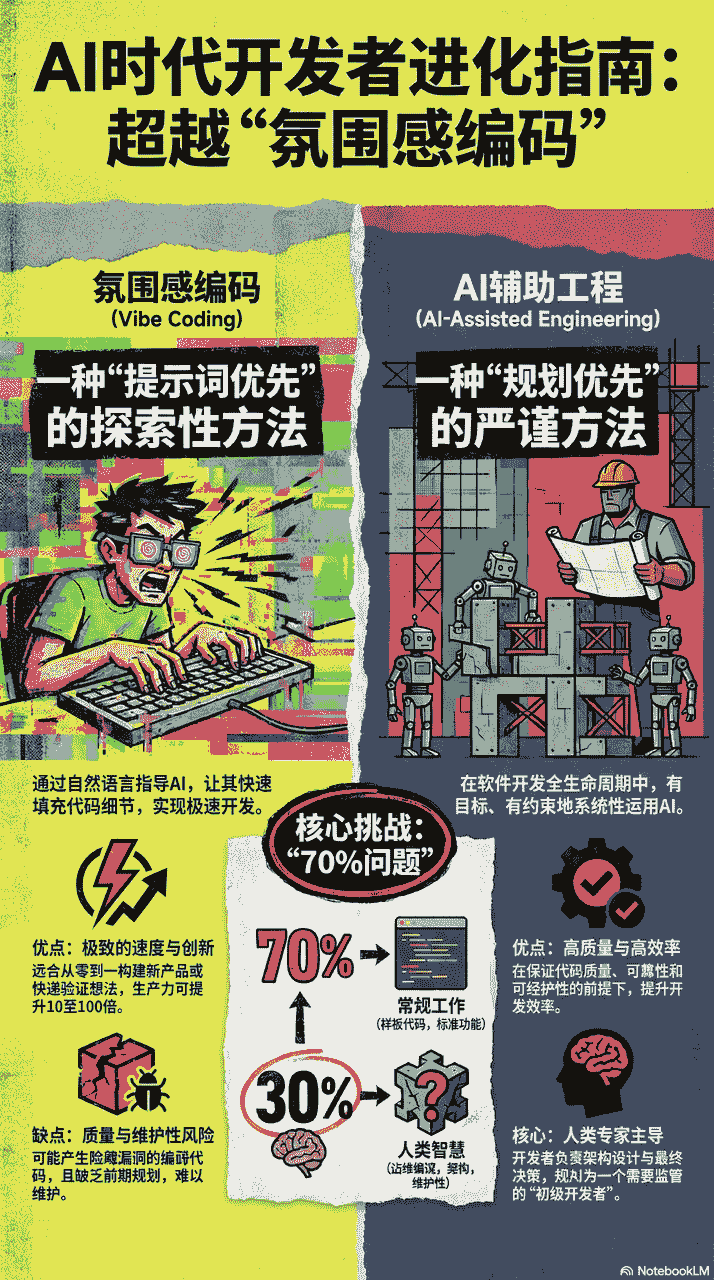 AI时代开发者进化指南：
超越“氛围感编码”
氛围感编码
(Vibe Coding)
一种“提示词优先”
的探索性方法
通过自然语言指导AI，让其快速
填充代码细节，实现极速开发。
优点：极致的速度与创新
远合从零到一构建新产品或
快递验证想法，生产力可提
升10至100倍。
缺点：质量与维护性风险
可能产生险藏漏洞的编碍代
码，且缺乏前期规划，难以
维护。
核心挑战：
“70%问题”
70%
常规工作
(样板代码，标准功能)
30%
人类智慧
维护性)
AI辅助工程
(AI-Assisted Engineering)
一种“规划优先”
的严谨方法
在软件开发全生命周期中，有
目标、有约束地系统性运用AI。
优点：高质量与高效率
在保证代码质量、可靠性和
可经护性的前提下，提升开
发效率。
核心：人类专家主导
开发者负责架构设计与最终
决策，规AI为一个需要监管
的“初级开发者”。
NotebookLM